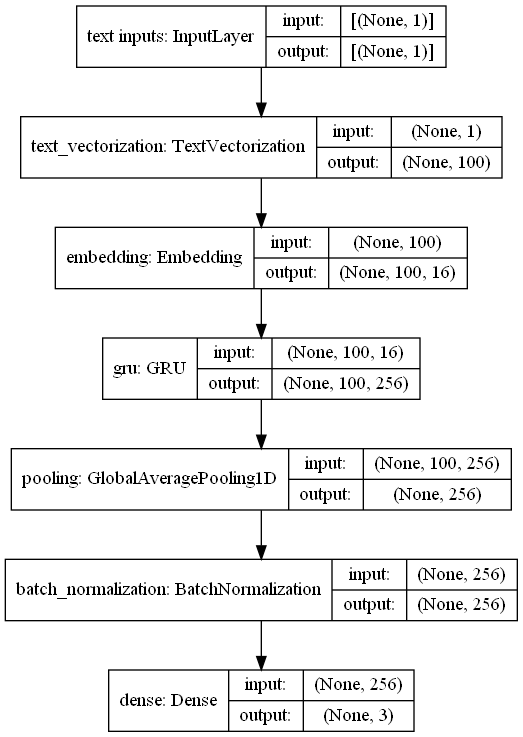 text inputs: InputLayer
input:
[(None, 1)]
output:
[(None, 1)]
text_vectorization: TextVectorization
input:
(None, 1)
output:
(None, 100)
embedding: Embedding
input:
(None, 100)
output:
(None, 100, 16)
gru: GRU
input:
(None, 100, 16)
output:
(None, 100, 256)
pooling: GlobalAveragePooling1D
input:
(None, 100, 256)
output:
(None, 256)
batch_normalization: BatchNormalization
input:
(None, 256)
output:
(None, 256)
dense: Dense
input:
(None, 256)
output:
(None, 3)